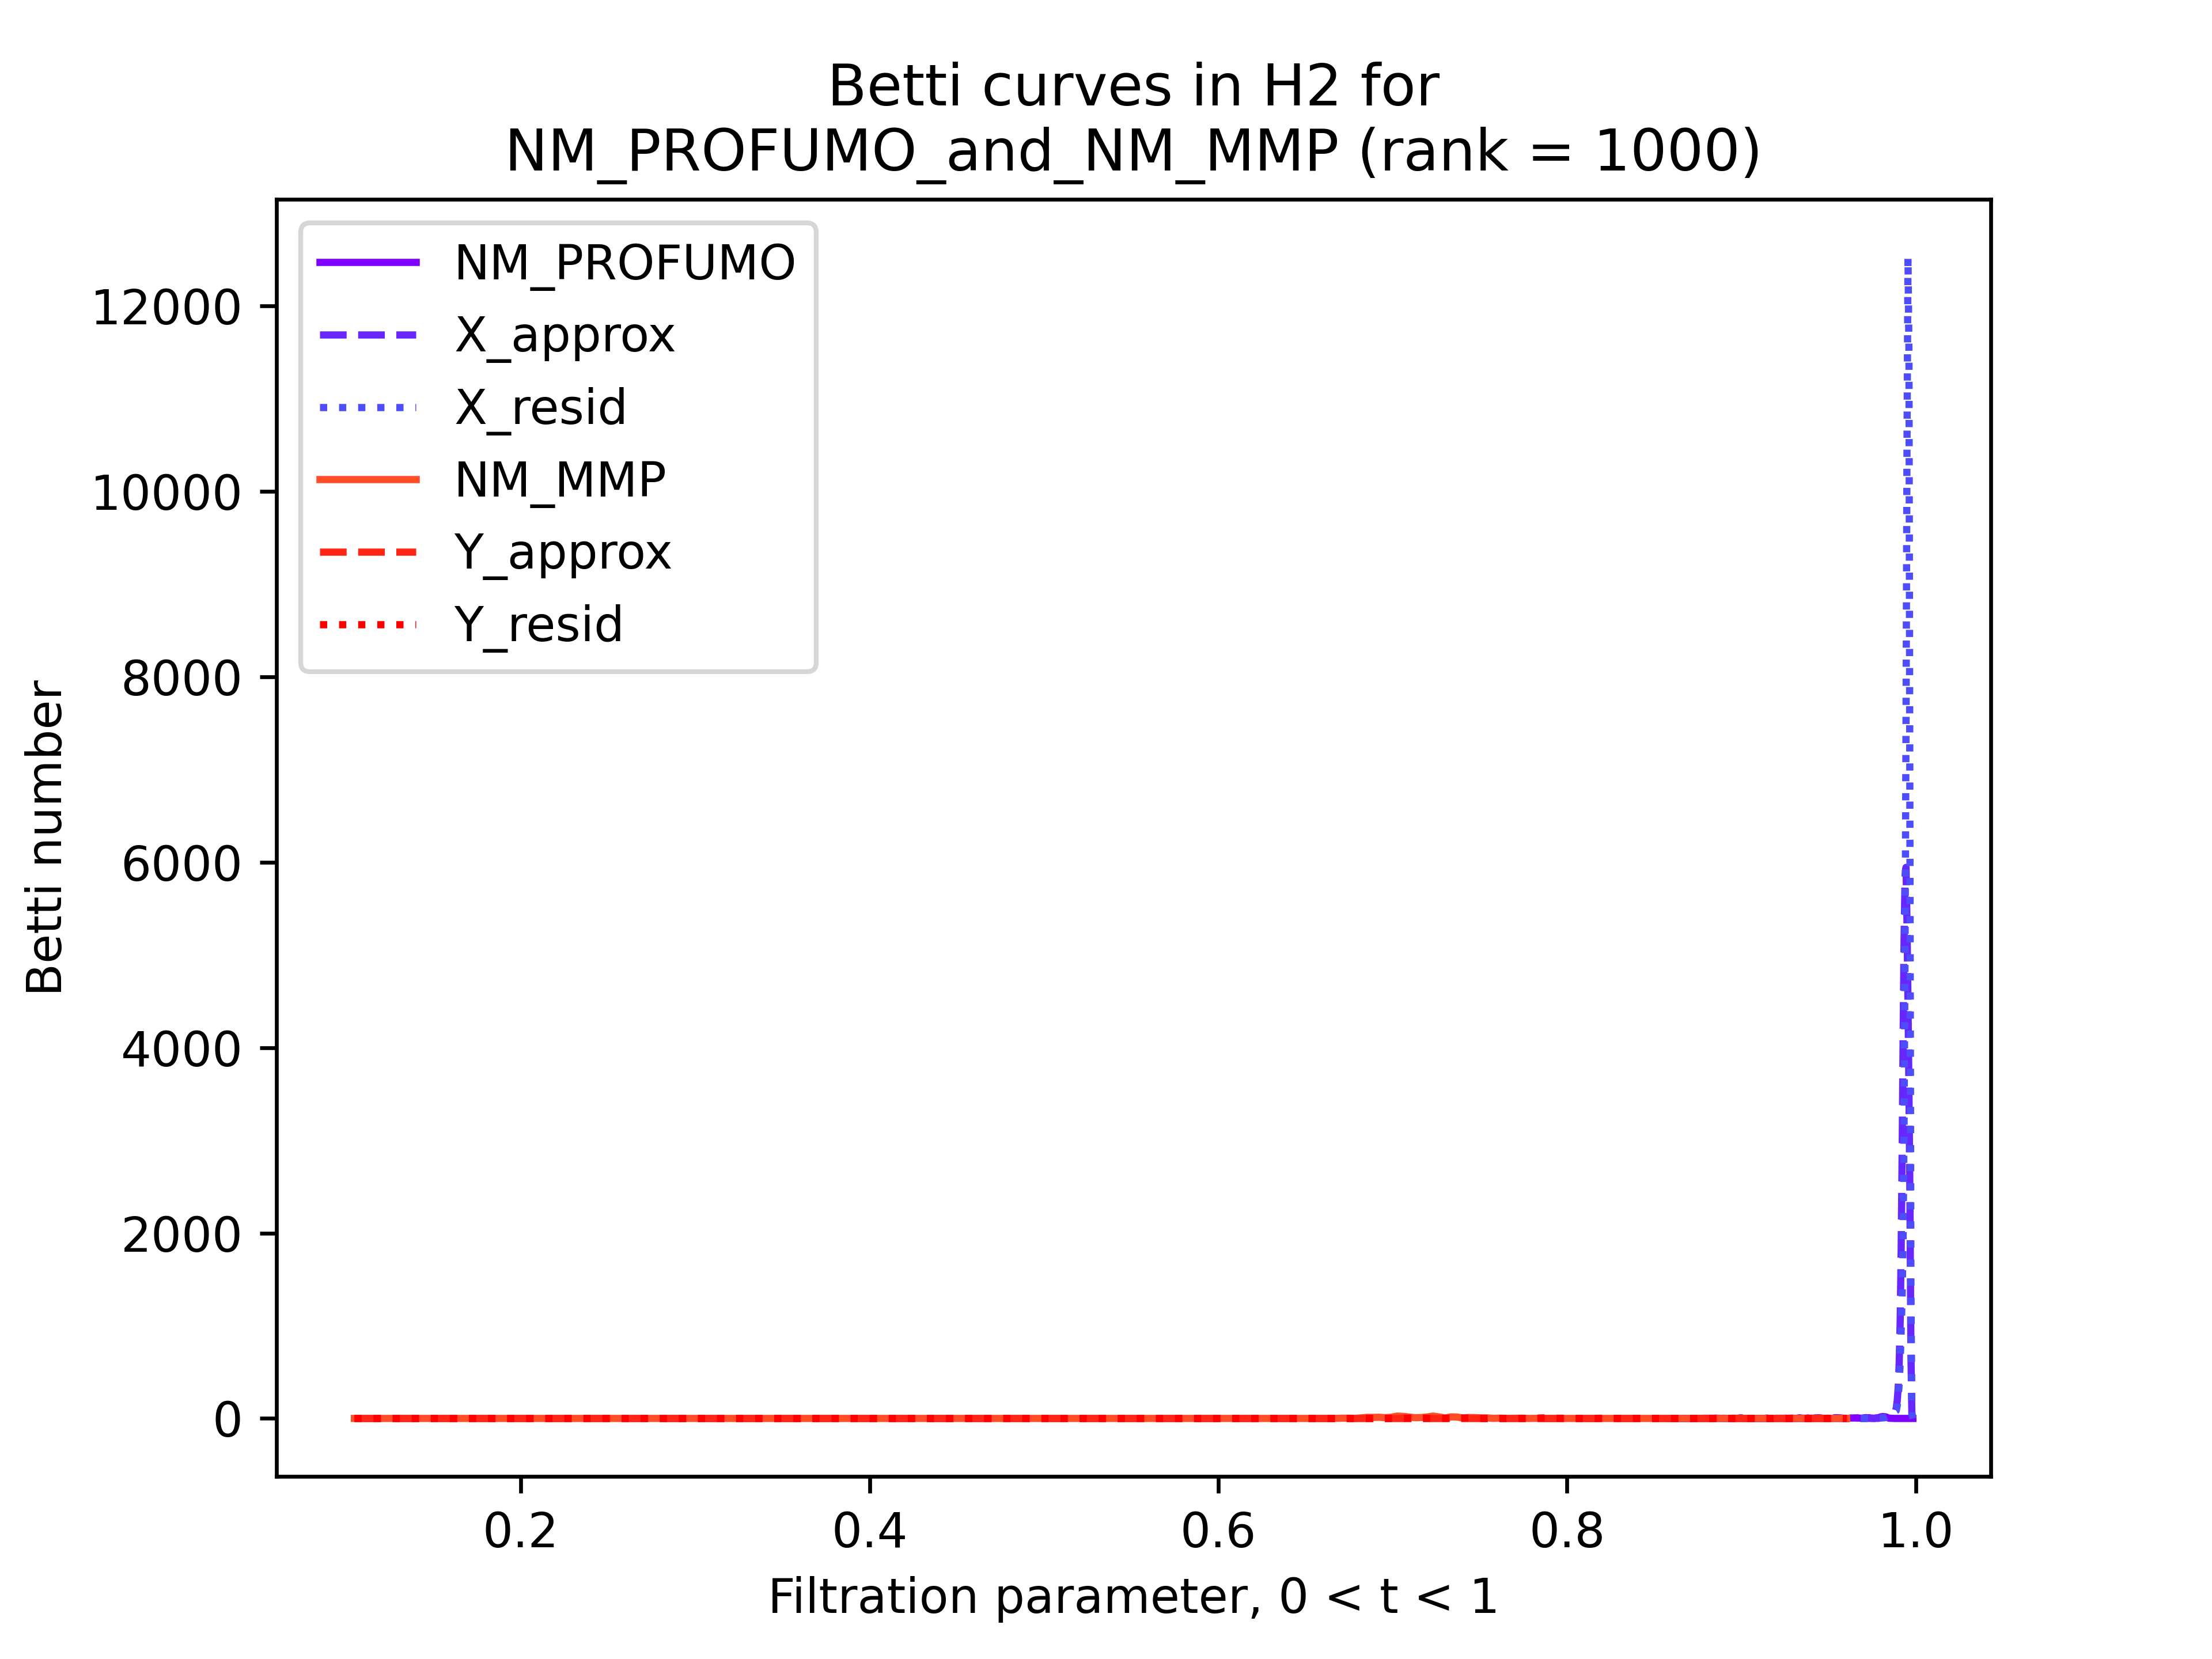 Betti curves in H2 for
NM_PROFUMO_and_NM_MMP (rank = 1000)
NM_PROFUMO
X_approx
X_resid
NM_MMP
Y_approx
Y_resid
12000
10000
8000
6000
4000
2000
0
Betti number
0.2 0.4 0.6 0.8 1.0
Filtration parameter, 0 < t < 1